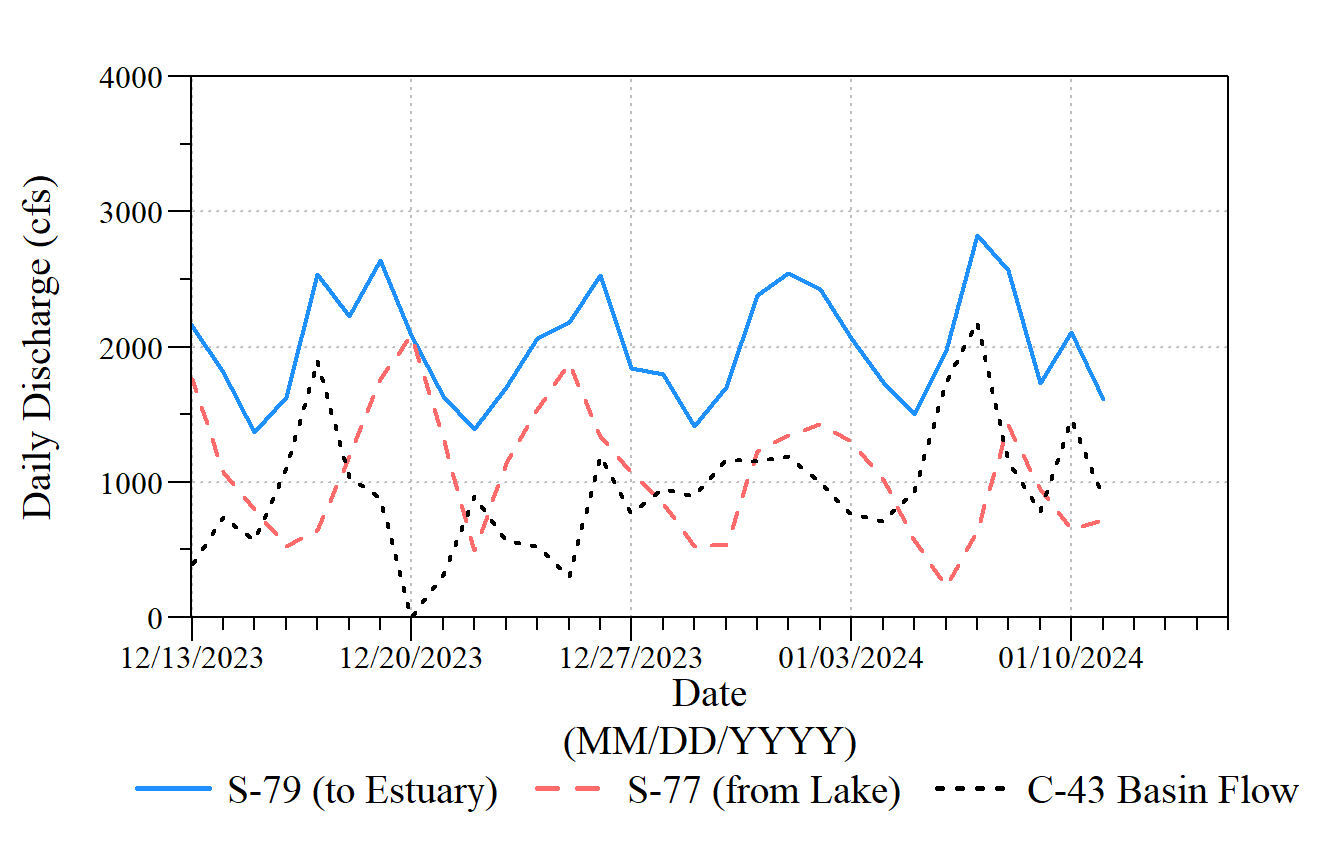 4000
3000
2000
1000
0
Daily Discharge (cfs)
12/13/2023 12/20/2023 12/27/2023 01/03/2024 01/10/2024
Date
(MM/DD/YYYY)
S-79 (to Estuary) S-77 (from Lake) C-43 Basin Flow